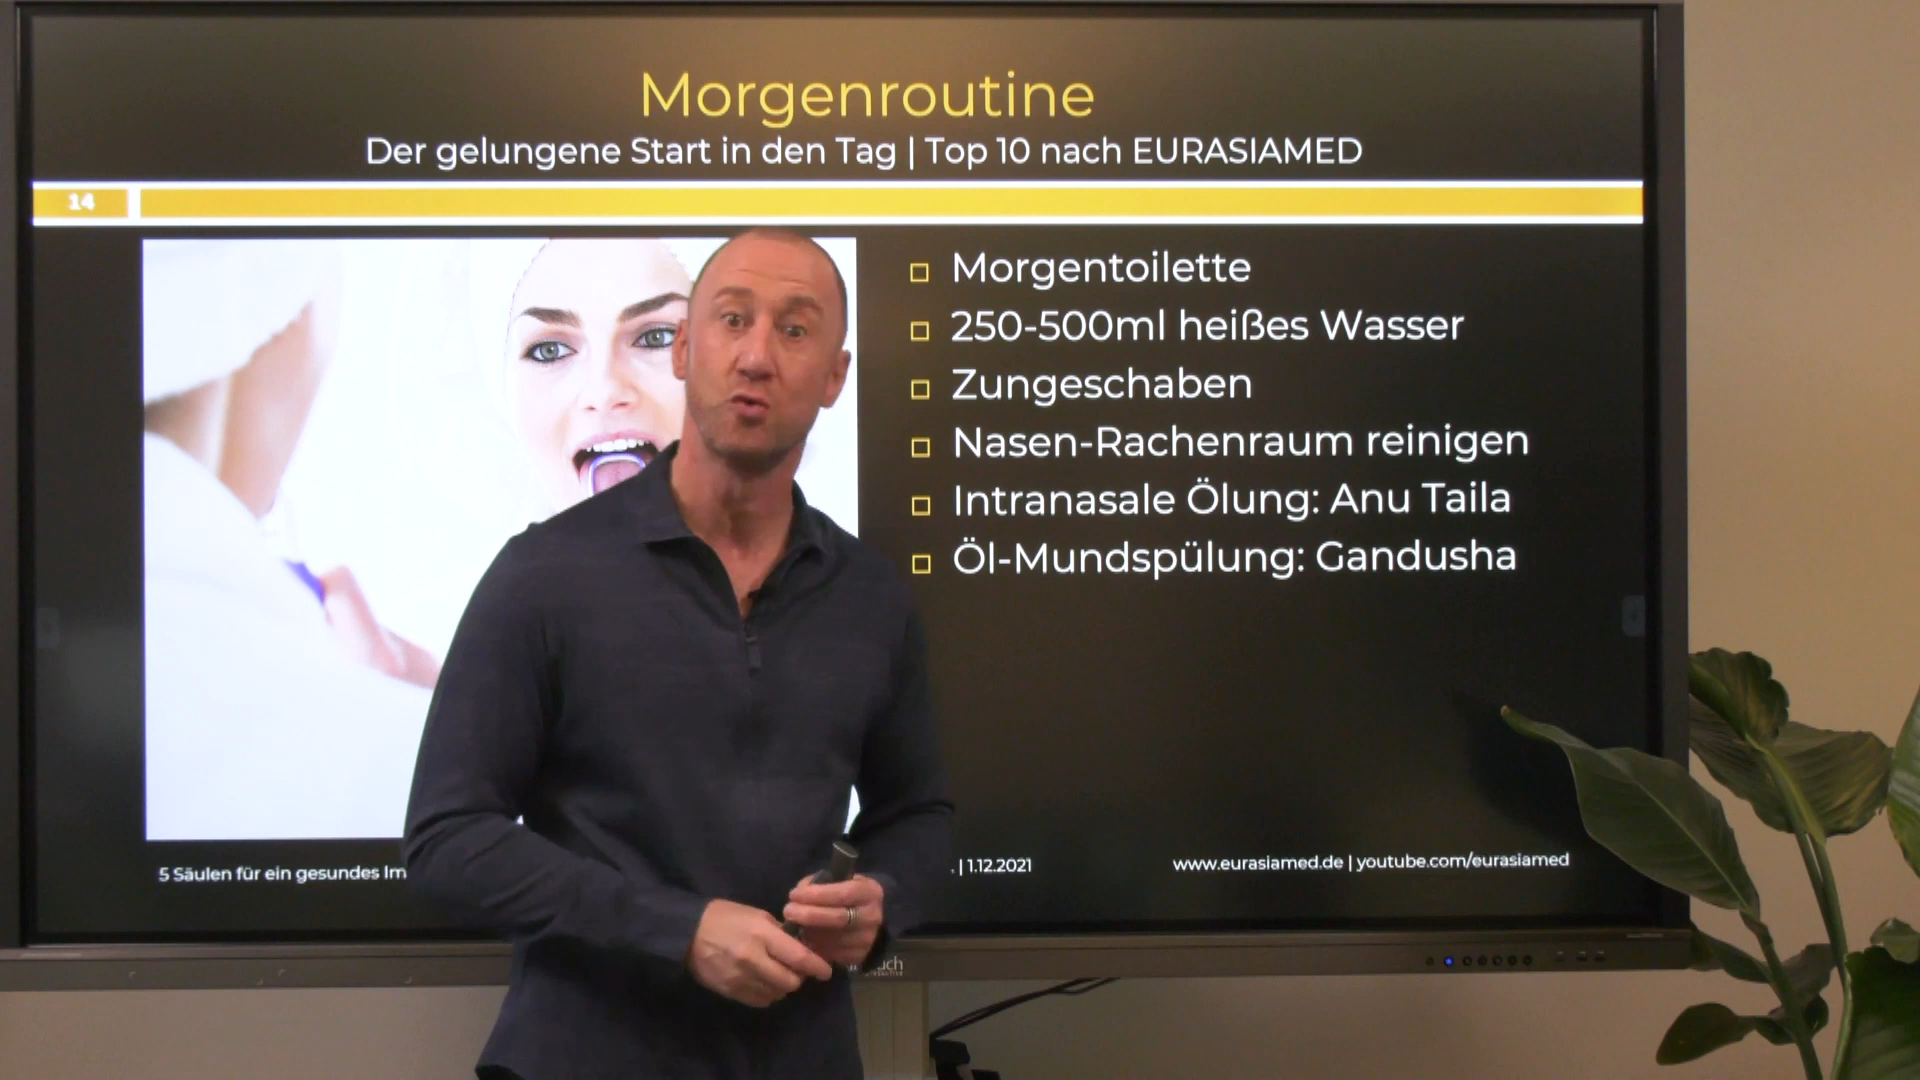 Morgenroutine
Der gelungene Start in den Tag | Top 10 nach EURASIAMED
14
Morgentoilette
250-500ml heißes Wasser
Zungeschaben
Nasen-Rachenraum reinigen
Intranasale Ölung: Anu Taila
Öl-Mundspülung: Gandusha
5 Säulen für ein gesundes
. | 1.12.2021
www.eurasiamed.de | youtube.com/eurasiamed